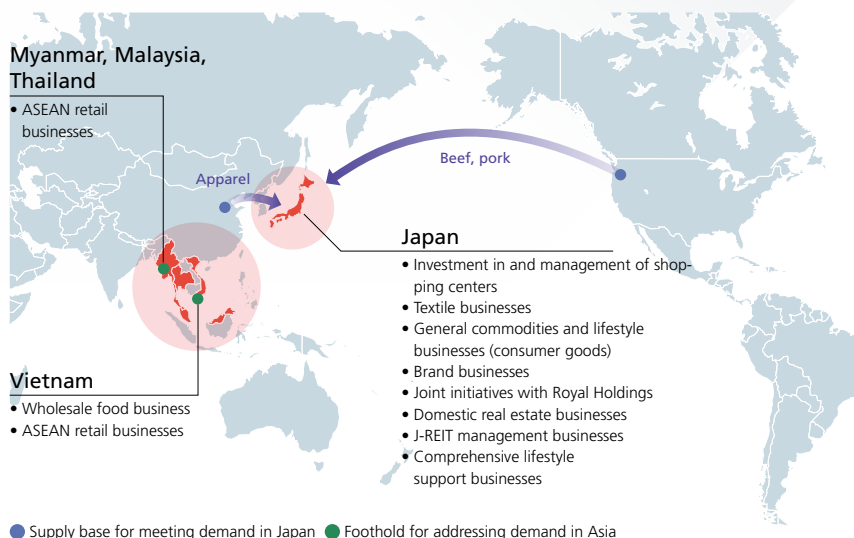 Myanmar, Malaysia,
Thailand
• ASEAN retail
businesses
Apparel
Beef, pork
Japan
• Investment in and management of shop-
ping centers
• Textile businesses
• General commodities and lifestyle
businesses (consumer goods)
• Brand businesses
• Joint initiatives with Royal Holdings
• Domestic real estate businesses
• J-REIT management businesses
• Comprehensive lifestyle
support businesses
Vietnam
• Wholesale food business
• ASEAN retail businesses
Supply base for meeting demand in Japan Foothold for addressing demand in Asia